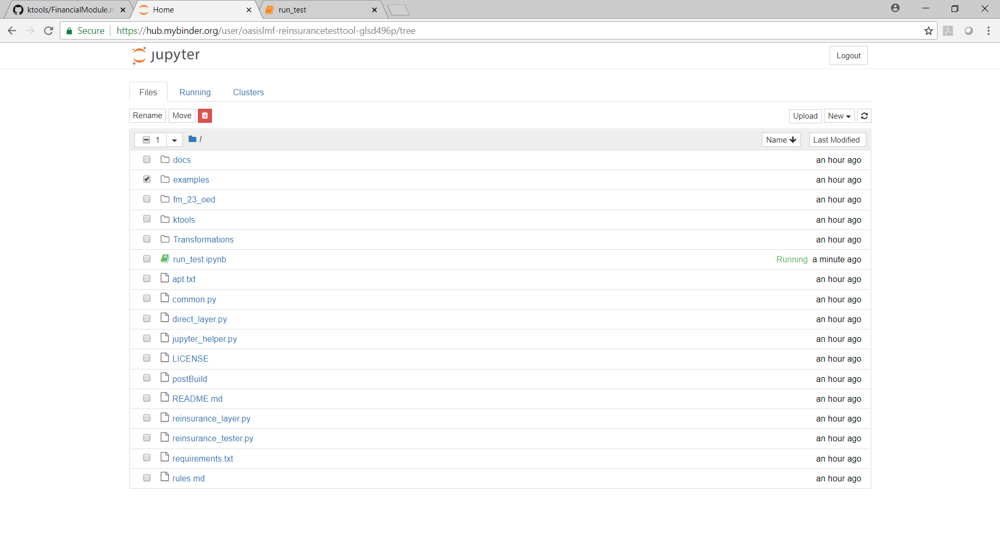 ktools/FinancialModule.m
Home
run_test
Secure https://hub.mybinder.org/user/oasislmf-reinsurancetesttool-glsd496p/tree
jupyter
Logout
Files Running Clusters
Rename Move Upload New
1 / Name Last Modified
docs an hour ago
examples an hour ago
fm_23_oed an hour ago
ktools an hour ago
Transformations an hour ago
run_test.ipynb Running a minute ago
apt.txt an hour ago
common.py an hour ago
direct_layer.py an hour ago
jupyter_helper.py an hour ago
LICENSE an hour ago
postBuild an hour ago
README.md an hour ago
reinsurance_layer.py an hour ago
reinsurance_tester.py an hour ago
requirements.txt an hour ago
rules.md an hour ago